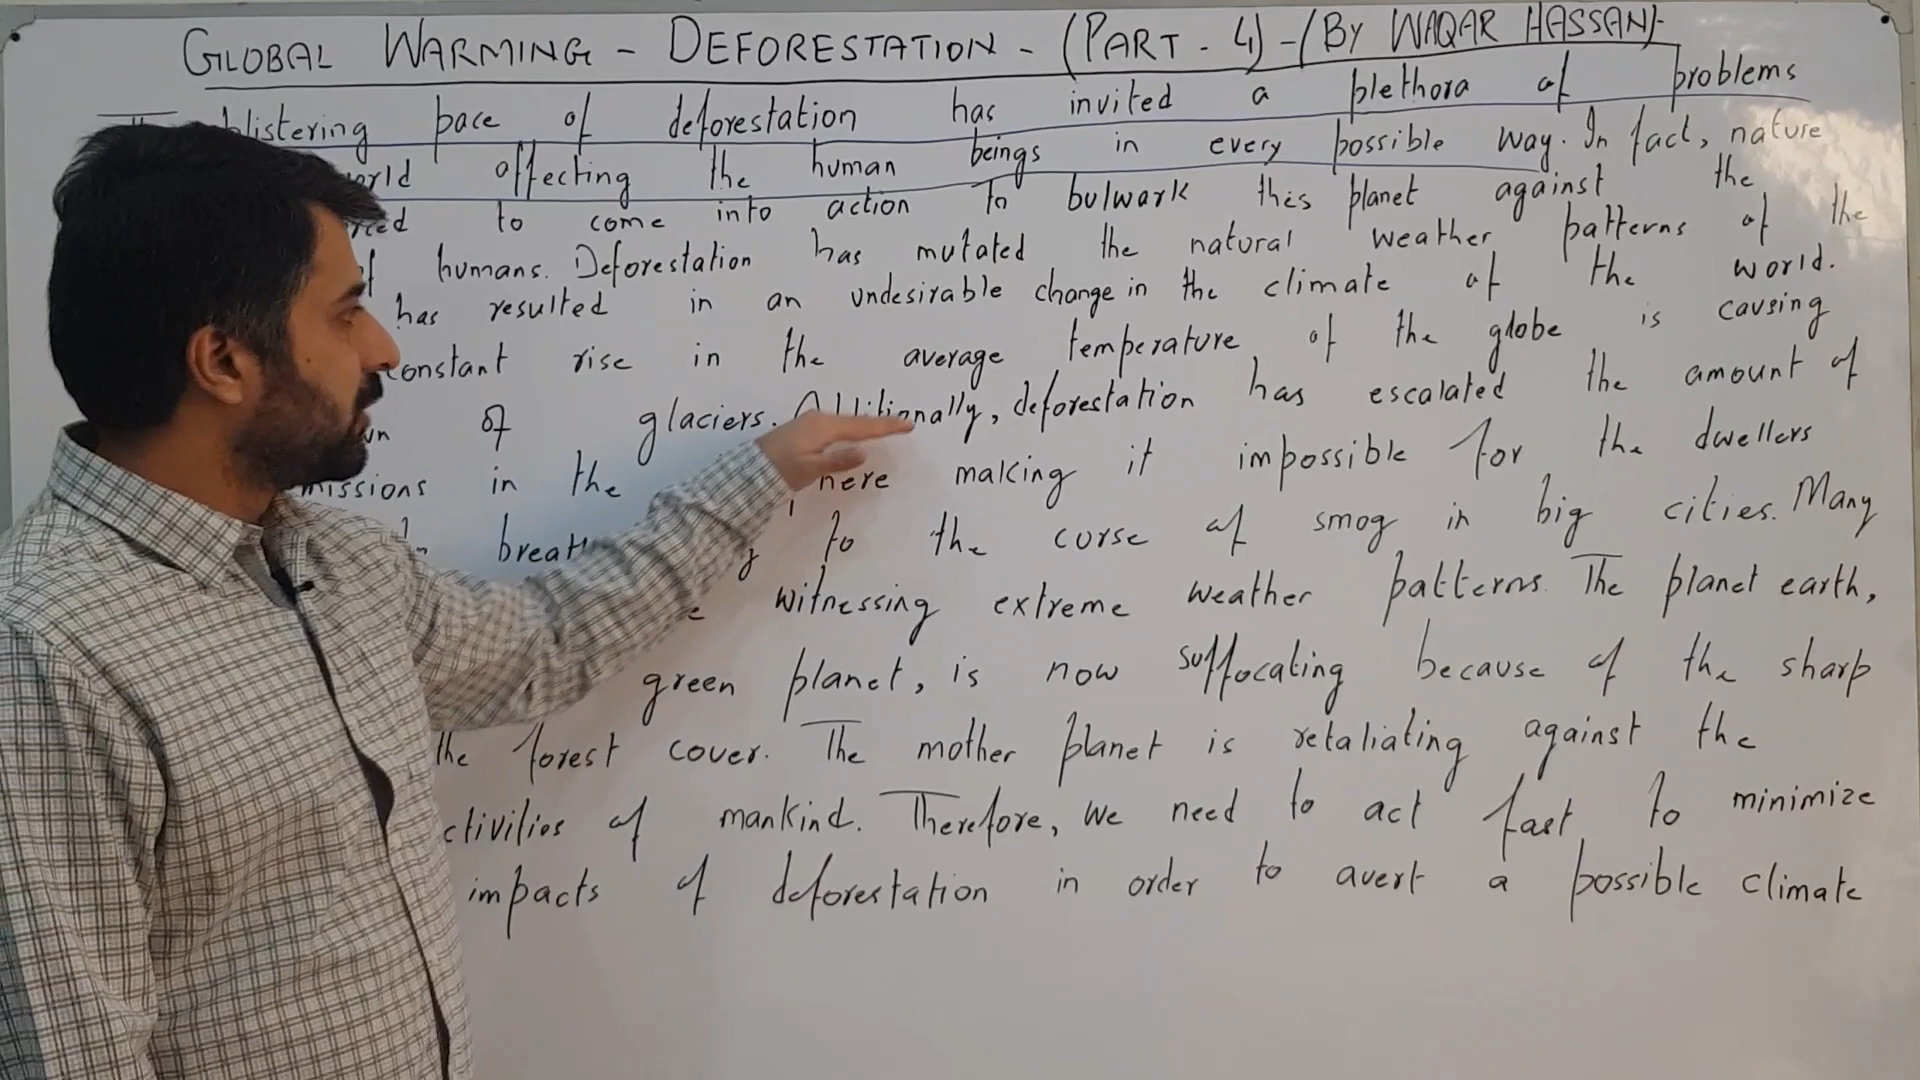 GLOBAL WARMING - DEFORESTATION - (PART - 4) - (BY WAQAR HASSAN)-
blistering pace of deforestation has invited a plethora of problems
affecting the human beings in every possible way. In fact, nature
to come into action to bulwark this planet against the
of humans. Deforestation has mutated the natural weather patterns of the
has resulted in an undesirable change in the climate of the world.
constant rise in the average temperature of the globe is causing
of glaciers. Additionally, deforestation has escalated the amount of
in the making it impossible for the dwellers
to the curse of smog in big cities. Many
witnessing extreme weather patterns. The planet earth,
green planet, is now suffocating because of the sharp
the forest cover. The mother planet is retaliating against the
of mankind. Therefore, we need to act fast to minimize
impacts of deforestation in order to avert a possible climate